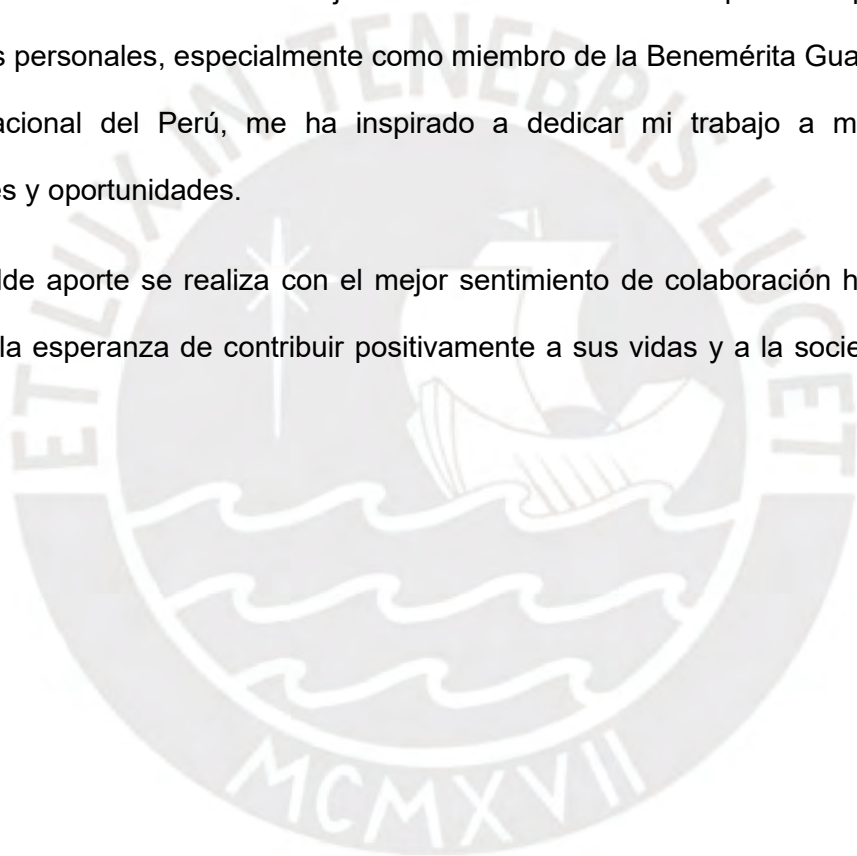 s personales, especialmente como miembro de la Benemérita Gua
acional del Perú, me ha inspirado a dedicar mi trabajo a m
es y oportunidades.
lde aporte se realiza con el mejor sentimiento de colaboración h
la esperanza de contribuir positivamente a sus vidas y a la socie
ET LUX IN TENEBRIS LUCET
MCMXVII